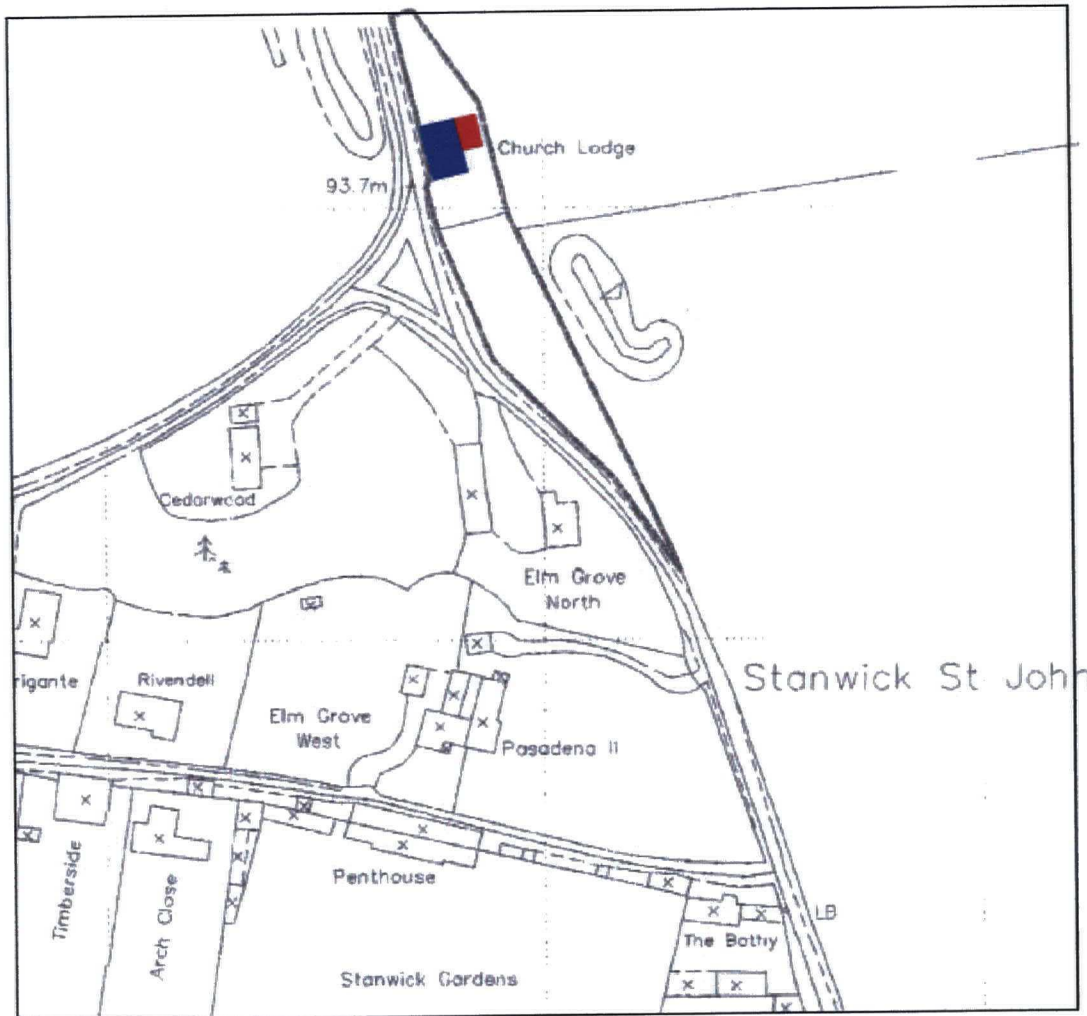 Church Lodge
93.7m
Cedarwood
Elm Grove
North
rigante
Rivendell
Elm Grove
West
Stanwick St John
Pasadena II
Timberside
Arch Close
Penthouse
LB
The Bothy
Stanwick Gardens